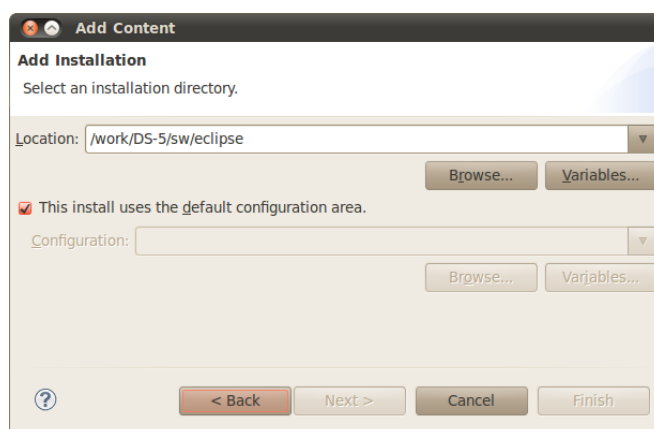 Add Content
Add Installation
Select an installation directory.
Location: /work/DS-5/sw/eclipse
Browse... Variables...
This install uses the default configuration area.
Configuration:
Browse... Variables...
? < Back Next > Cancel Finish